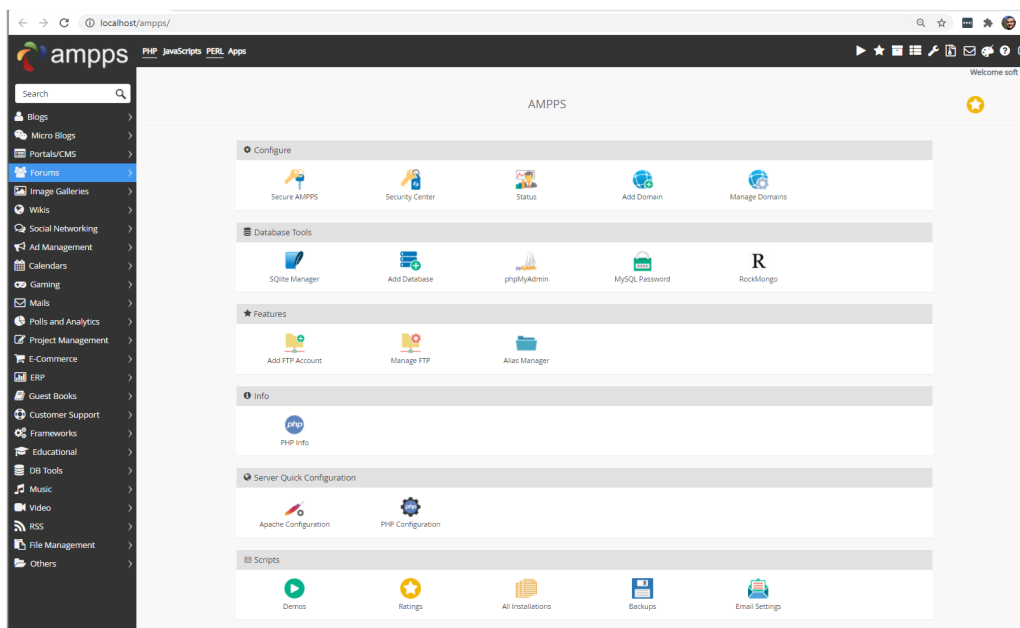 localhost/ampps/
ampps
PHP JavaScripts PERL Apps
Welcome soft
Search
AMPPS
Blogs
Micro Blogs
Portals/CMS
Forums
Image Galleries
Wikis
Social Networking
Ad Management
Calendars
Gaming
Mails
Polls and Analytics
Project Management
E-Commerce
ERP
Guest Books
Customer Support
Frameworks
Educational
DB Tools
Music
Video
RSS
File Management
Others
Configure
Secure AMPPS Security Center Status Add Domain Manage Domains
Database Tools
R
SQlite Manager Add Database phpMyAdmin MySQL Password RockMongo
Features
Add FTP Account Manage FTP Alias Manager
Info
php
PHP Info
Server Quick Configuration
php
Apache Configuration PHP Configuration
Scripts
Demos Ratings All Installations Backups Email Settings